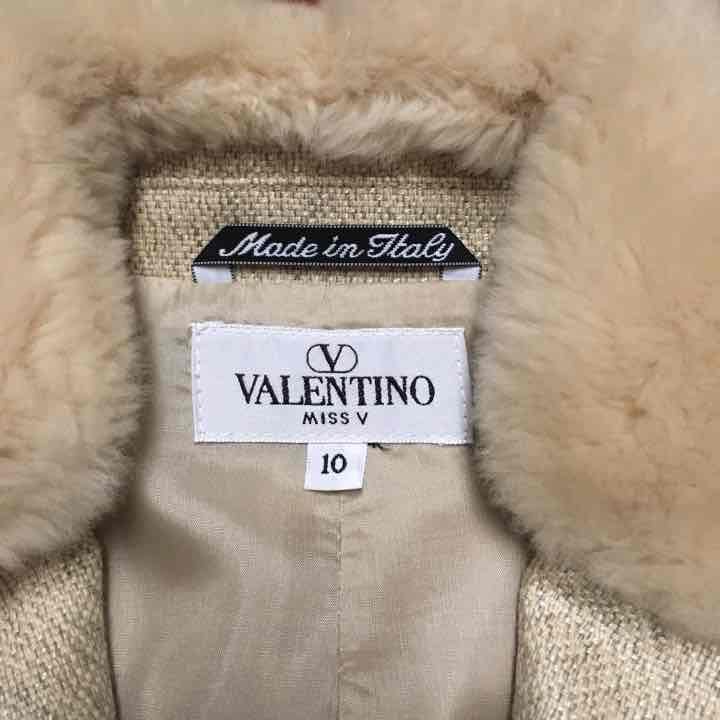 Made in Italy
V
VALENTINO
MISS V
10